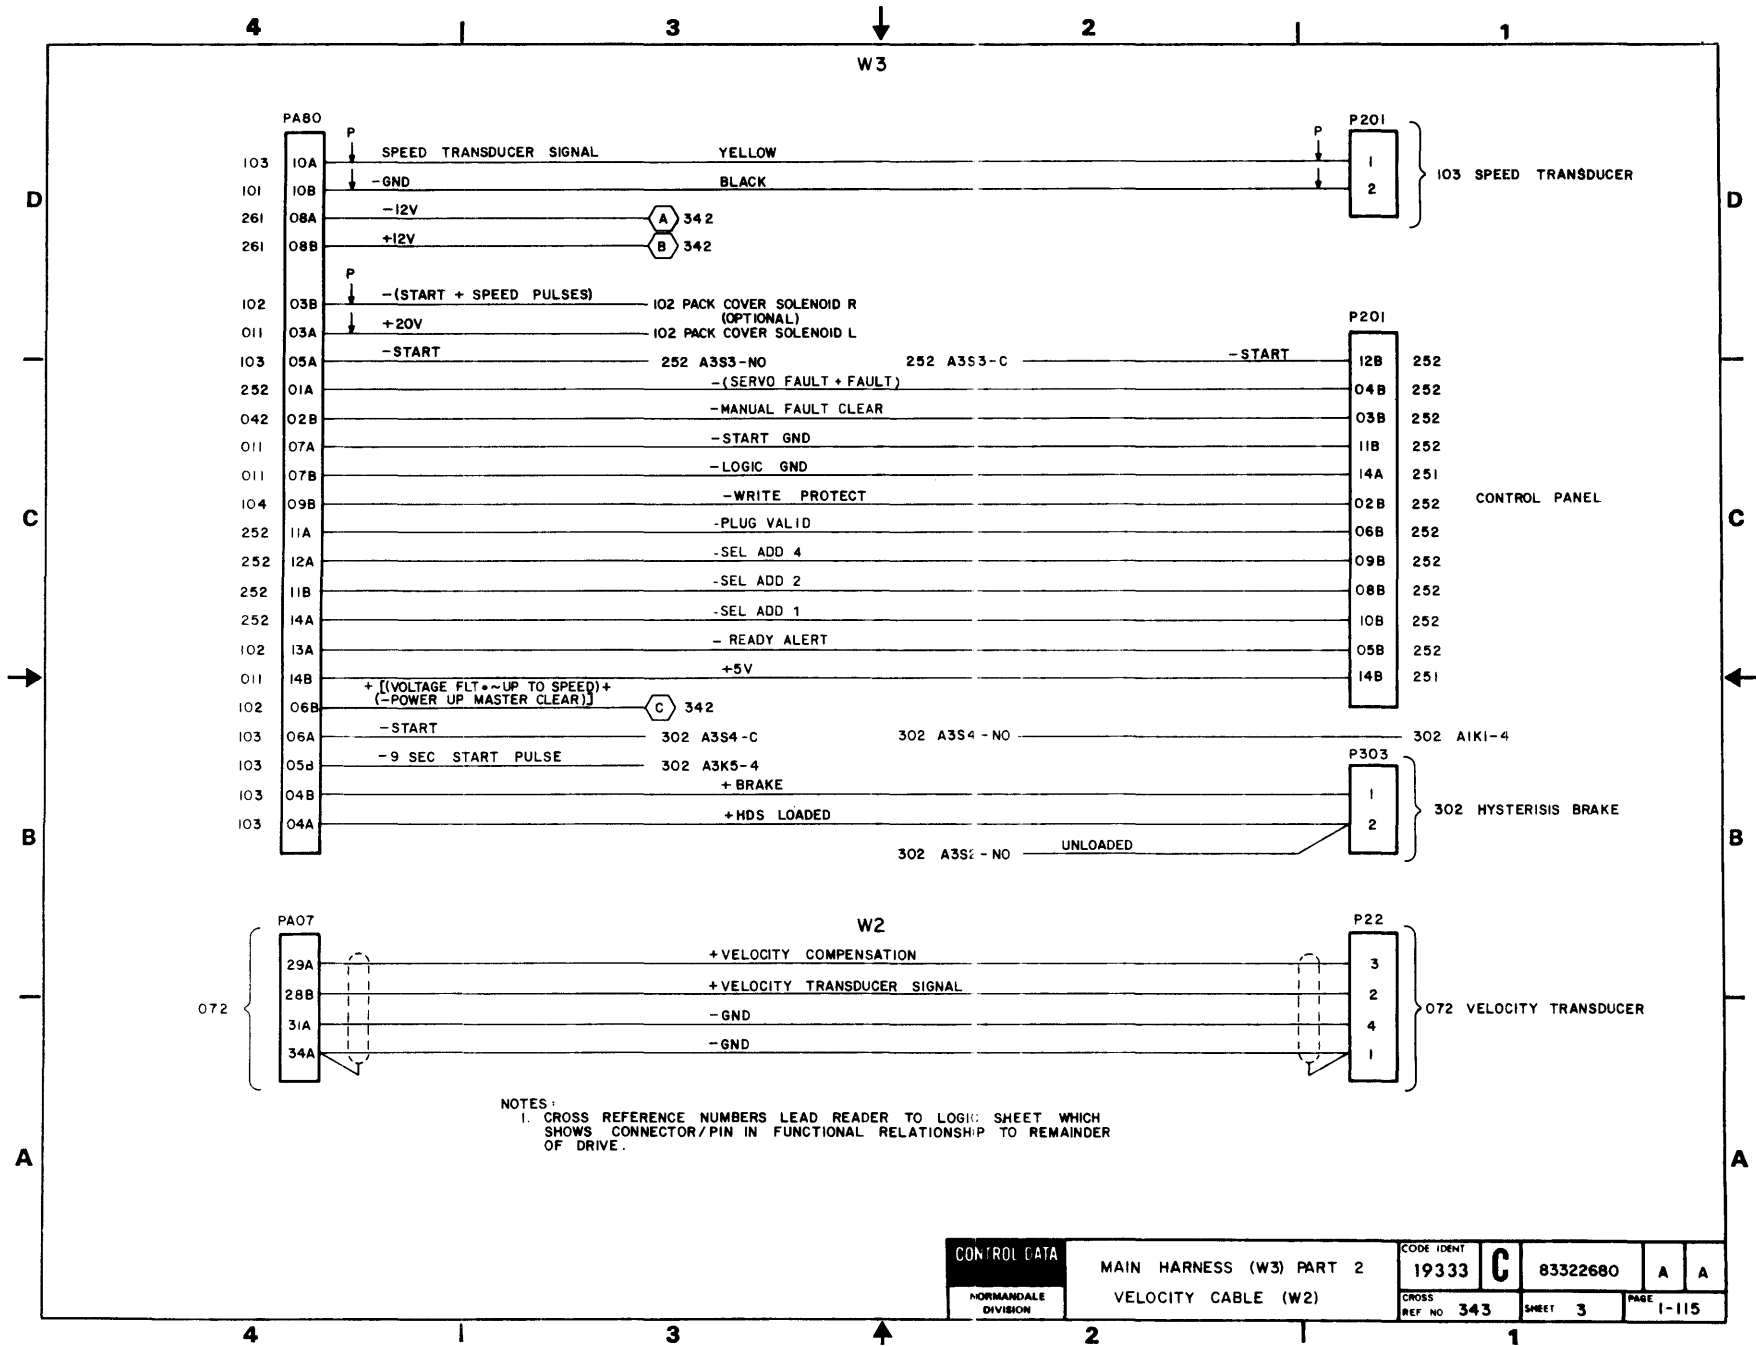 4 3 2 1
W3
PA80 P201
P P
103 10A SPEED TRANSDUCER SIGNAL YELLOW 1
101 10B -GND BLACK 2
103 SPEED TRANSDUCER
D D
261 08A -12V A 342
261 08B +12V B 342
P
102 03B -(START + SPEED PULSES) 102 PACK COVER SOLENOID R
(OPTIONAL)
011 03A +20V 102 PACK COVER SOLENOID L
P201
103 05A -START 252 A3S3-NO 252 A3S3-C -START 12B 252
252 01A -(SERVO FAULT + FAULT) 04B 252
042 02B -MANUAL FAULT CLEAR 03B 252
011 07A -START GND 11B 252
011 07B -LOGIC GND 14A 251
104 09B -WRITE PROTECT 02B 252
CONTROL PANEL
C C
252 11A -PLUG VALID 06B 252
252 12A -SEL ADD 4 09B 252
252 11B -SEL ADD 2 08B 252
252 14A -SEL ADD 1 10B 252
102 13A - READY ALERT 05B 252
011 14B +5V 14B 251
+ [(VOLTAGE FLT•~UP TO SPEED)+
(-POWER UP MASTER CLEAR)]
102 06B C 342
103 06A -START 302 A3S4-C 302 A3S4-NO 302 A1K1-4
P303
103 05B -9 SEC START PULSE 302 A3K5-4
103 04B + BRAKE 1
302 HYSTERISIS BRAKE
103 04A +HDS LOADED 2
B B
302 A3S2-NO UNLOADED
PA07 W2 P22
29A +VELOCITY COMPENSATION 3
28B +VELOCITY TRANSDUCER SIGNAL 2
072 072 VELOCITY TRANSDUCER
31A -GND 4
34A -GND 1
NOTES:
1. CROSS REFERENCE NUMBERS LEAD READER TO LOGIC SHEET WHICH
SHOWS CONNECTOR/PIN IN FUNCTIONAL RELATIONSHIP TO REMAINDER
OF DRIVE.
A A
CONTROL DATA
NORMANDALE
DIVISION
MAIN HARNESS (W3) PART 2
VELOCITY CABLE (W2)
CODE IDENT
19333 C 83322680 A A
CROSS
REF NO 343 SHEET 3 PAGE 1-115
4 3 2 1